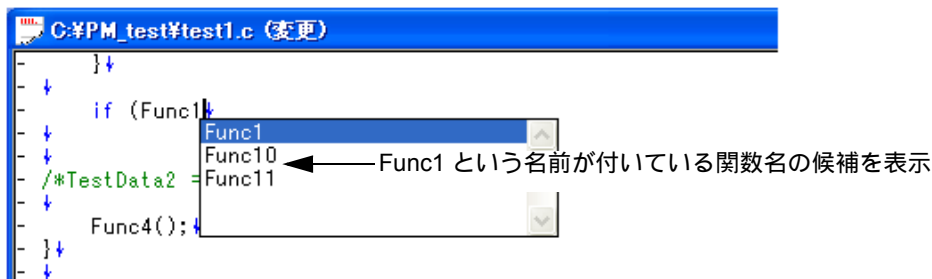 C:¥PM_test¥test1.c (変更)
- }↓
- ↓
- if (Func1↓
- ↓
- ↓
- /*TestData2 =
- ↓
- Func4();↓
- }↓
- ↓
Func1
Func10
Func11
Func1 という名前が付いている関数名の候補を表示